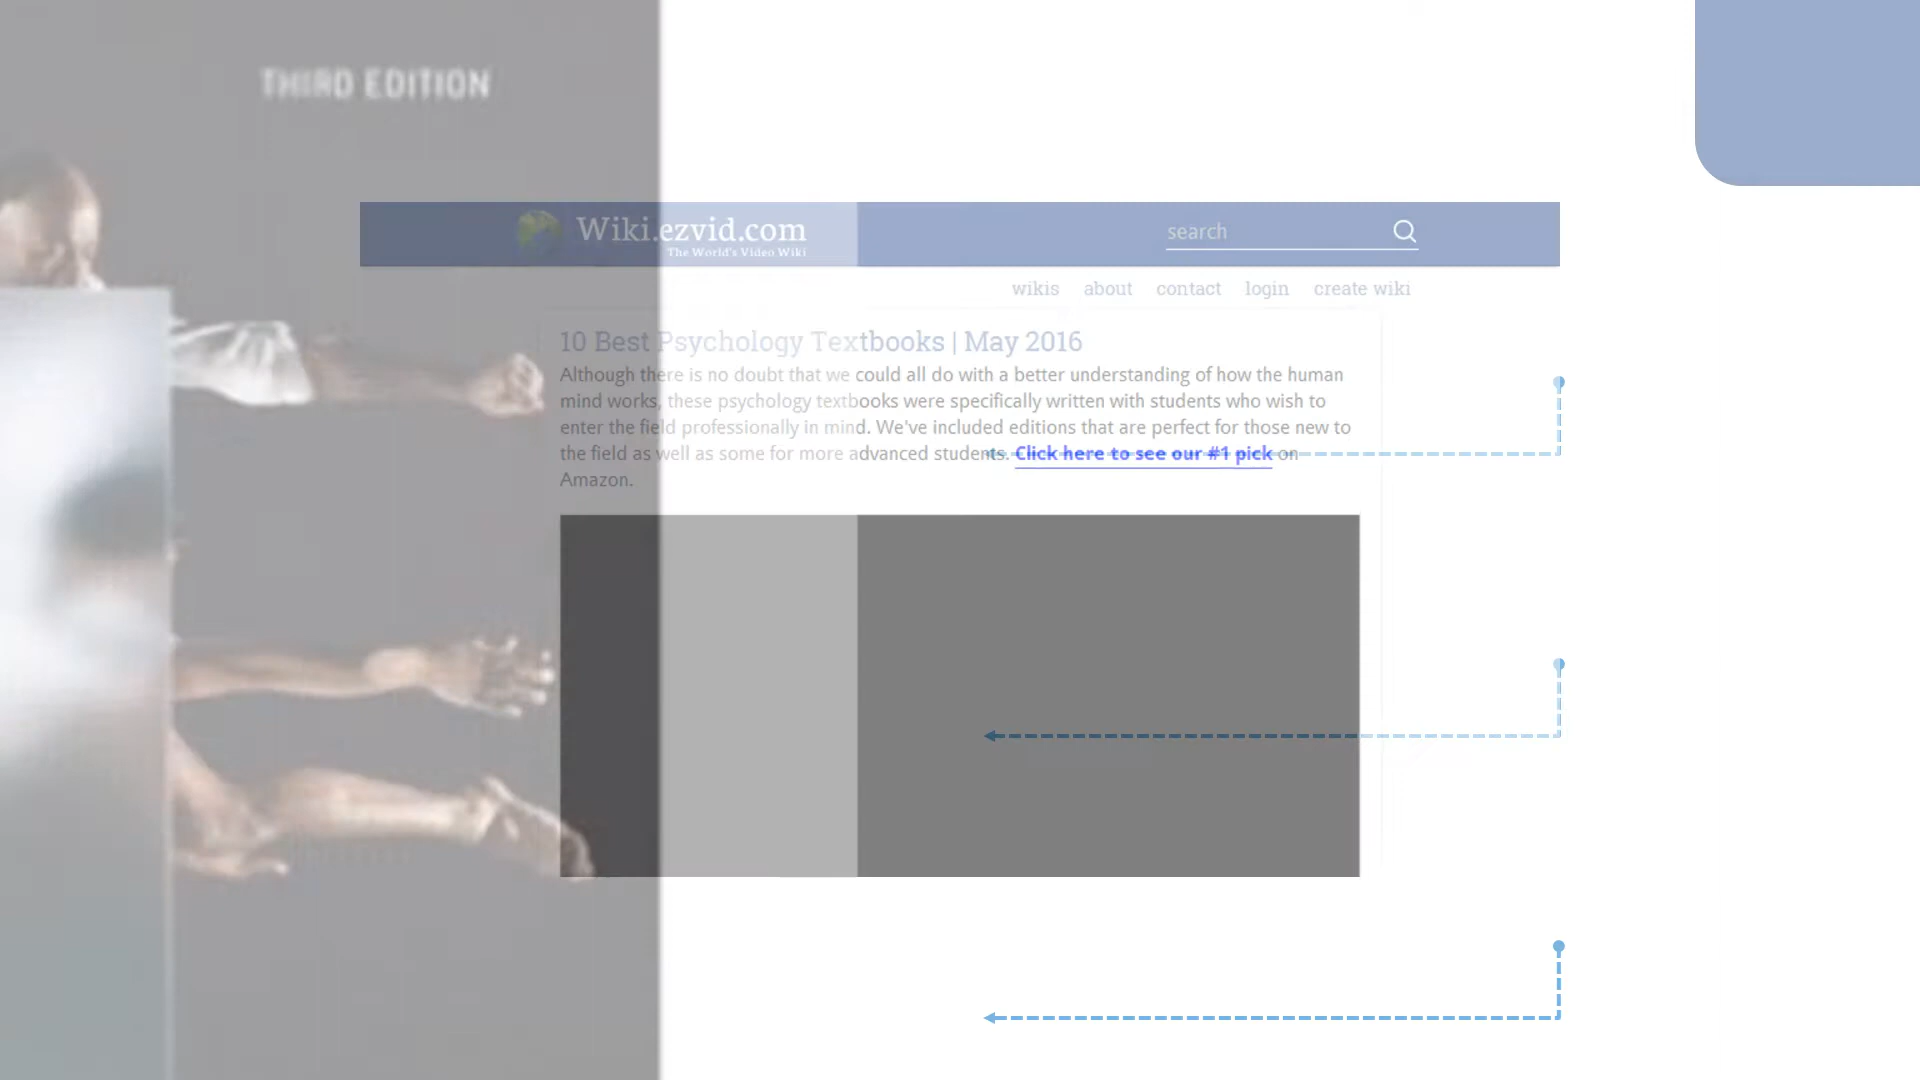 THIRD EDITION
Wiki.ezvid.com
The World's Video Wiki
search
wikis about contact login create wiki
10 Best Psychology Textbooks | May 2016
Although there is no doubt that we could all do with a better understanding of how the human
mind works, these psychology textbooks were specifically written with students who wish to
enter the field professionally in mind. We've included editions that are perfect for those new to
the field as well as some for more advanced students. Click here to see our #1 pick on
Amazon.